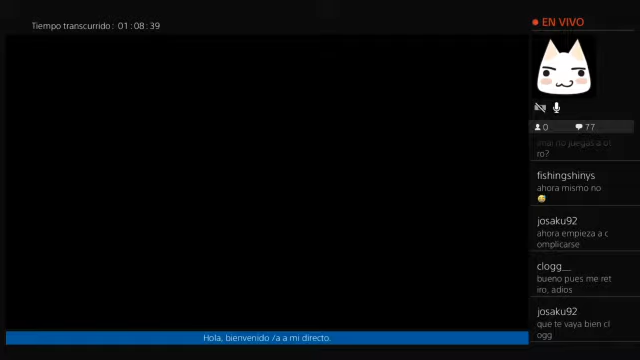 Tiempo transcurrido: 01:08:39
EN VIVO
0 77
ro?
fishingshinys
ahora mismo no
josaku92
ahora empieza a c
omplicarse
clogg__
bueno pues me ret
iro, adios
josaku92
que te vaya bien cl
ogg
Hola, bienvenido /a a mi directo.